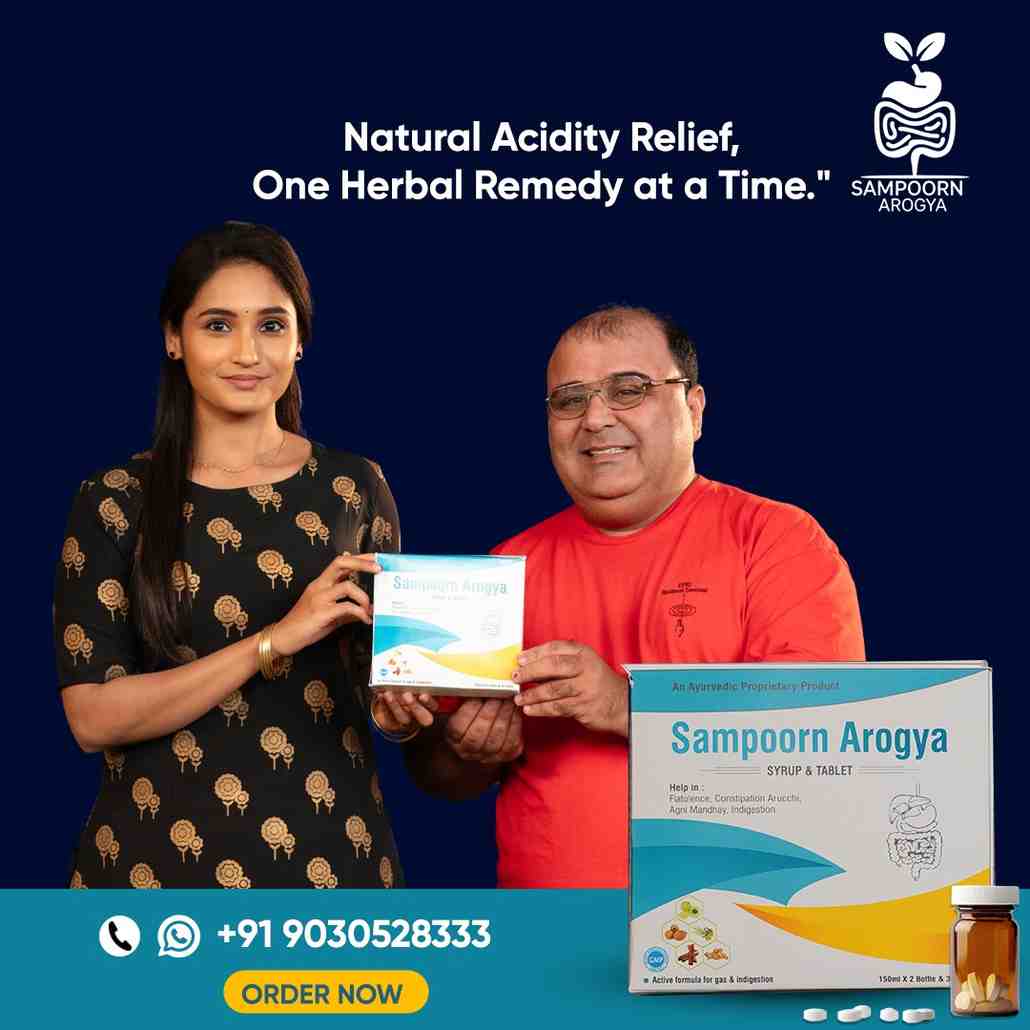 Natural Acidity Relief,
One Herbal Remedy at a Time."
SAMPOORN
AROGYA
Sampoorn Arogya
An Ayurvedic Proprietary Product
Sampoorn Arogya
SYRUP & TABLET
Help in :
Flatulence, Constipation Arucchi,
Agni Mandhay, Indigestion
GMP
Active formula for gas & indigestion
150ml X 2 Bottle & 3
+91 9030528333
ORDER NOW